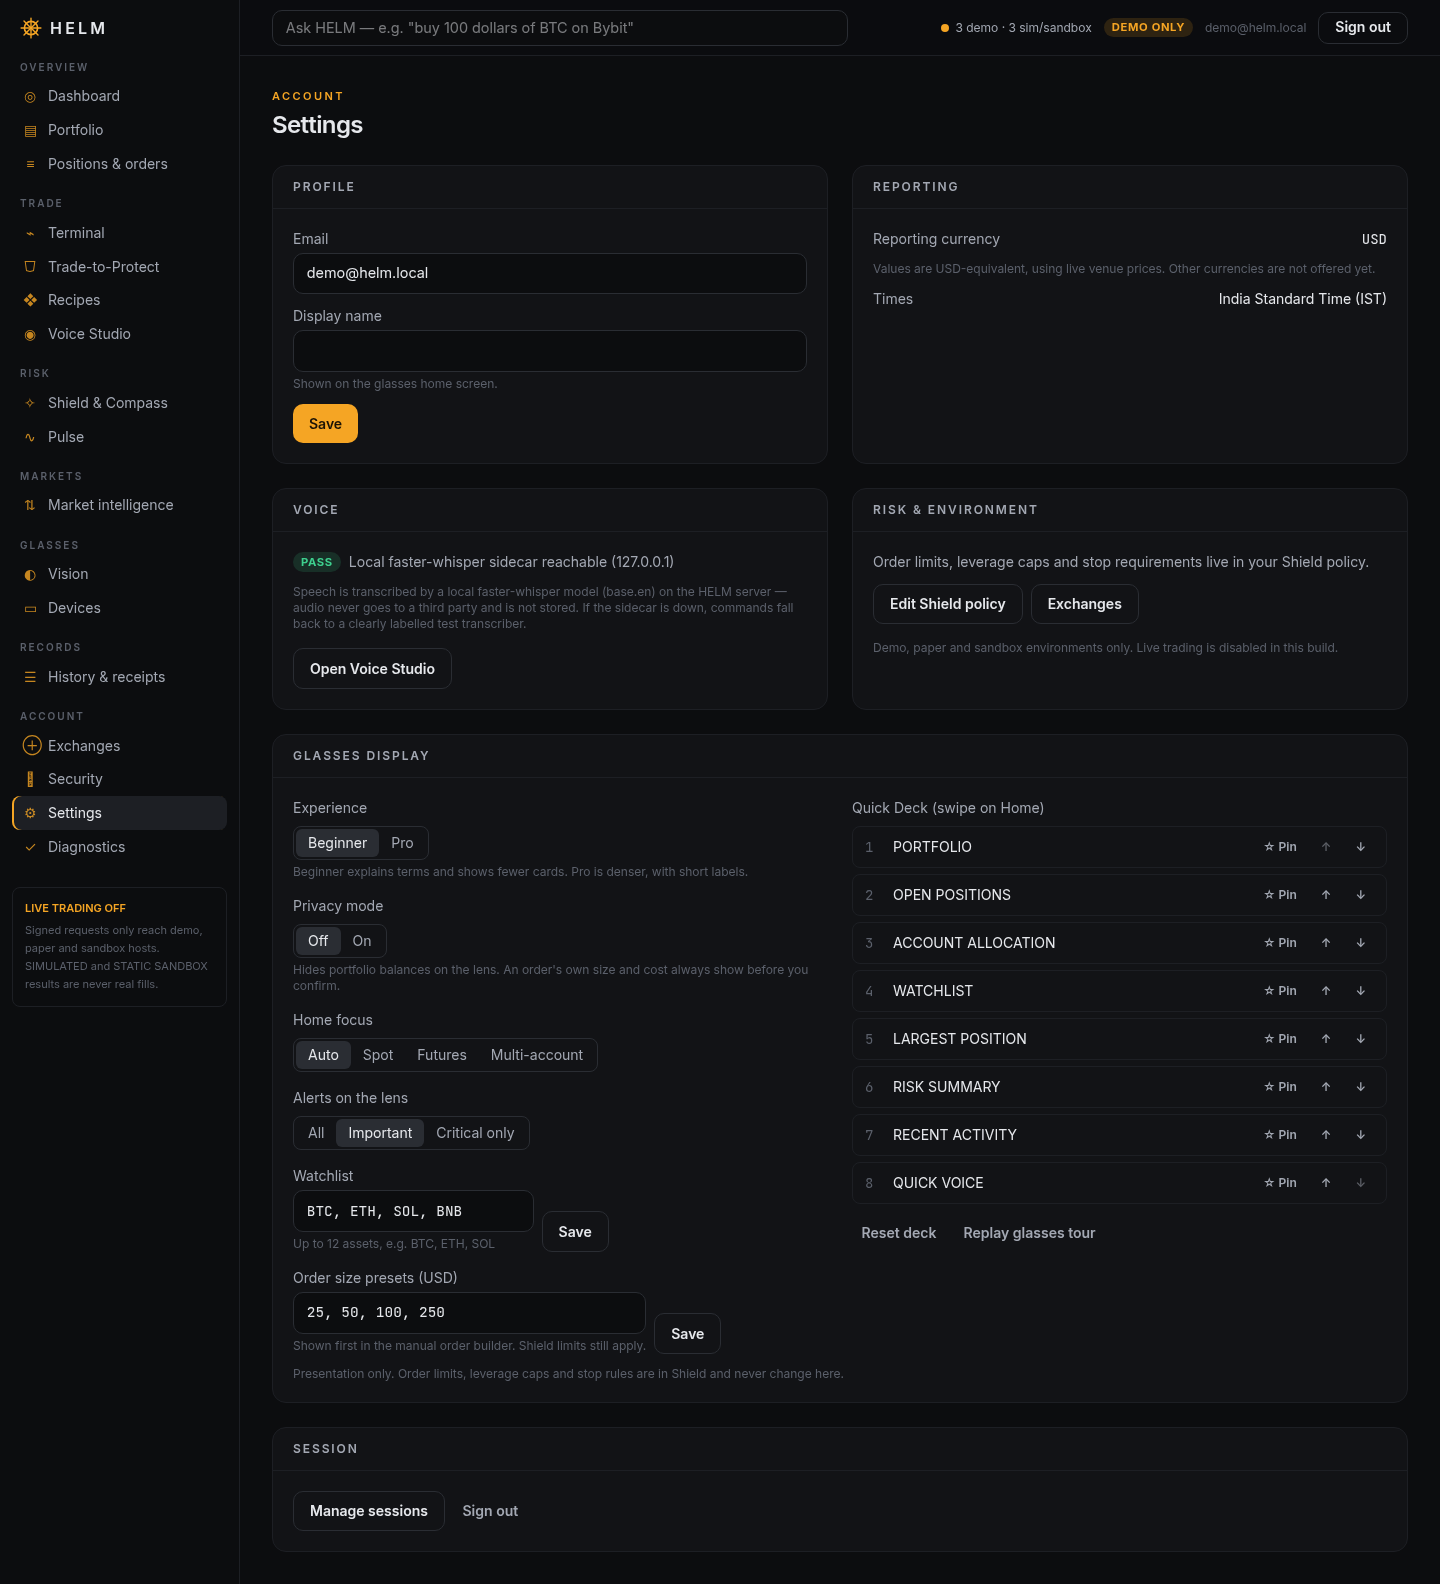 HELM
Ask HELM — e.g. "buy 100 dollars of BTC on Bybit"
3 demo · 3 sim/sandbox
DEMO ONLY
demo@helm.local
Sign out
OVERVIEW
Dashboard
Portfolio
Positions & orders
TRADE
Terminal
Trade-to-Protect
Recipes
Voice Studio
RISK
Shield & Compass
Pulse
MARKETS
Market intelligence
GLASSES
Vision
Devices
RECORDS
History & receipts
ACCOUNT
Exchanges
Security
Settings
Diagnostics
LIVE TRADING OFF
Signed requests only reach demo,
paper and sandbox hosts.
SIMULATED and STATIC SANDBOX
results are never real fills.
ACCOUNT
Settings
PROFILE
Email
demo@helm.local
Display name
Shown on the glasses home screen.
Save
REPORTING
Reporting currency USD
Values are USD-equivalent, using live venue prices. Other currencies are not offered yet.
Times India Standard Time (IST)
VOICE
PASS Local faster-whisper sidecar reachable (127.0.0.1)
Speech is transcribed by a local faster-whisper model (base.en) on the HELM server —
audio never goes to a third party and is not stored. If the sidecar is down, commands fall
back to a clearly labelled test transcriber.
Open Voice Studio
RISK & ENVIRONMENT
Order limits, leverage caps and stop requirements live in your Shield policy.
Edit Shield policy Exchanges
Demo, paper and sandbox environments only. Live trading is disabled in this build.
GLASSES DISPLAY
Experience
Beginner Pro
Beginner explains terms and shows fewer cards. Pro is denser, with short labels.
Privacy mode
Off On
Hides portfolio balances on the lens. An order's own size and cost always show before you
confirm.
Home focus
Auto Spot Futures Multi-account
Alerts on the lens
All Important Critical only
Watchlist
BTC, ETH, SOL, BNB
Save
Up to 12 assets, e.g. BTC, ETH, SOL
Order size presets (USD)
25, 50, 100, 250
Save
Shown first in the manual order builder. Shield limits still apply.
Presentation only. Order limits, leverage caps and stop rules are in Shield and never change here.
Quick Deck (swipe on Home)
1 PORTFOLIO ☆ Pin ↑ ↓
2 OPEN POSITIONS ☆ Pin ↑ ↓
3 ACCOUNT ALLOCATION ☆ Pin ↑ ↓
4 WATCHLIST ☆ Pin ↑ ↓
5 LARGEST POSITION ☆ Pin ↑ ↓
6 RISK SUMMARY ☆ Pin ↑ ↓
7 RECENT ACTIVITY ☆ Pin ↑ ↓
8 QUICK VOICE ☆ Pin ↑ ↓
Reset deck Replay glasses tour
SESSION
Manage sessions Sign out